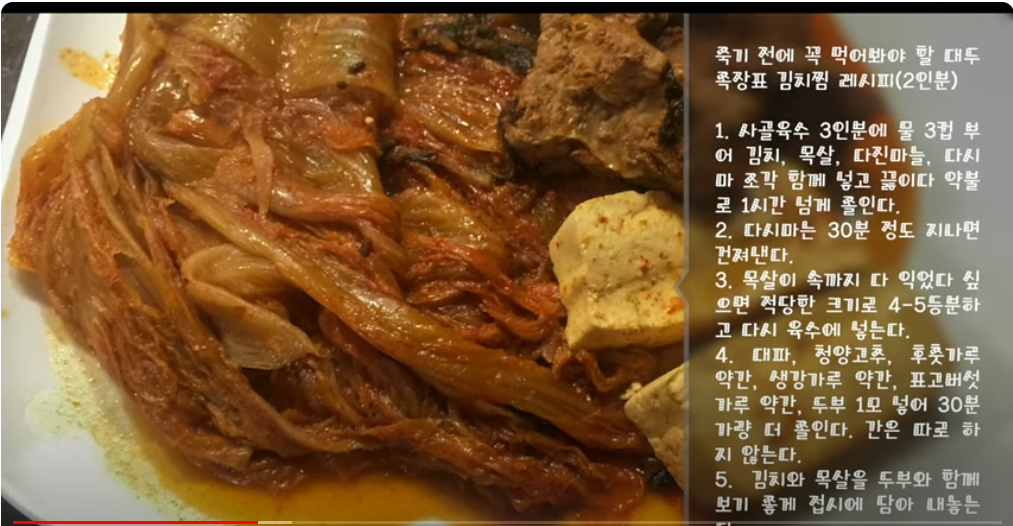 죽기 전에 꼭 먹어봐야 할 대두
족장표 김치찜 레시피(2인분)
1. 사골육수 3인분에 물 3컵 부
어 김치, 목살, 다진마늘, 다시
마 조각 함께 넣고 끓이다 약불
로 1시간 넘게 졸인다.
2. 다시마는 30분 정도 지나면
건져낸다.
3. 목살이 속까지 다 익었다 싶
으면 적당한 크기로 4-5등분하
고 다시 육수에 넣는다.
4. 대파, 청양고추, 후춧가루
약간, 생강가루 약간, 표고버섯
가루 약간, 두부 1모 넣어 30분
가량 더 졸인다. 간은 따로 하
지 않는다.
5. 김치와 목살을 두부와 함께
보기 좋게 접시에 담아 내놓는